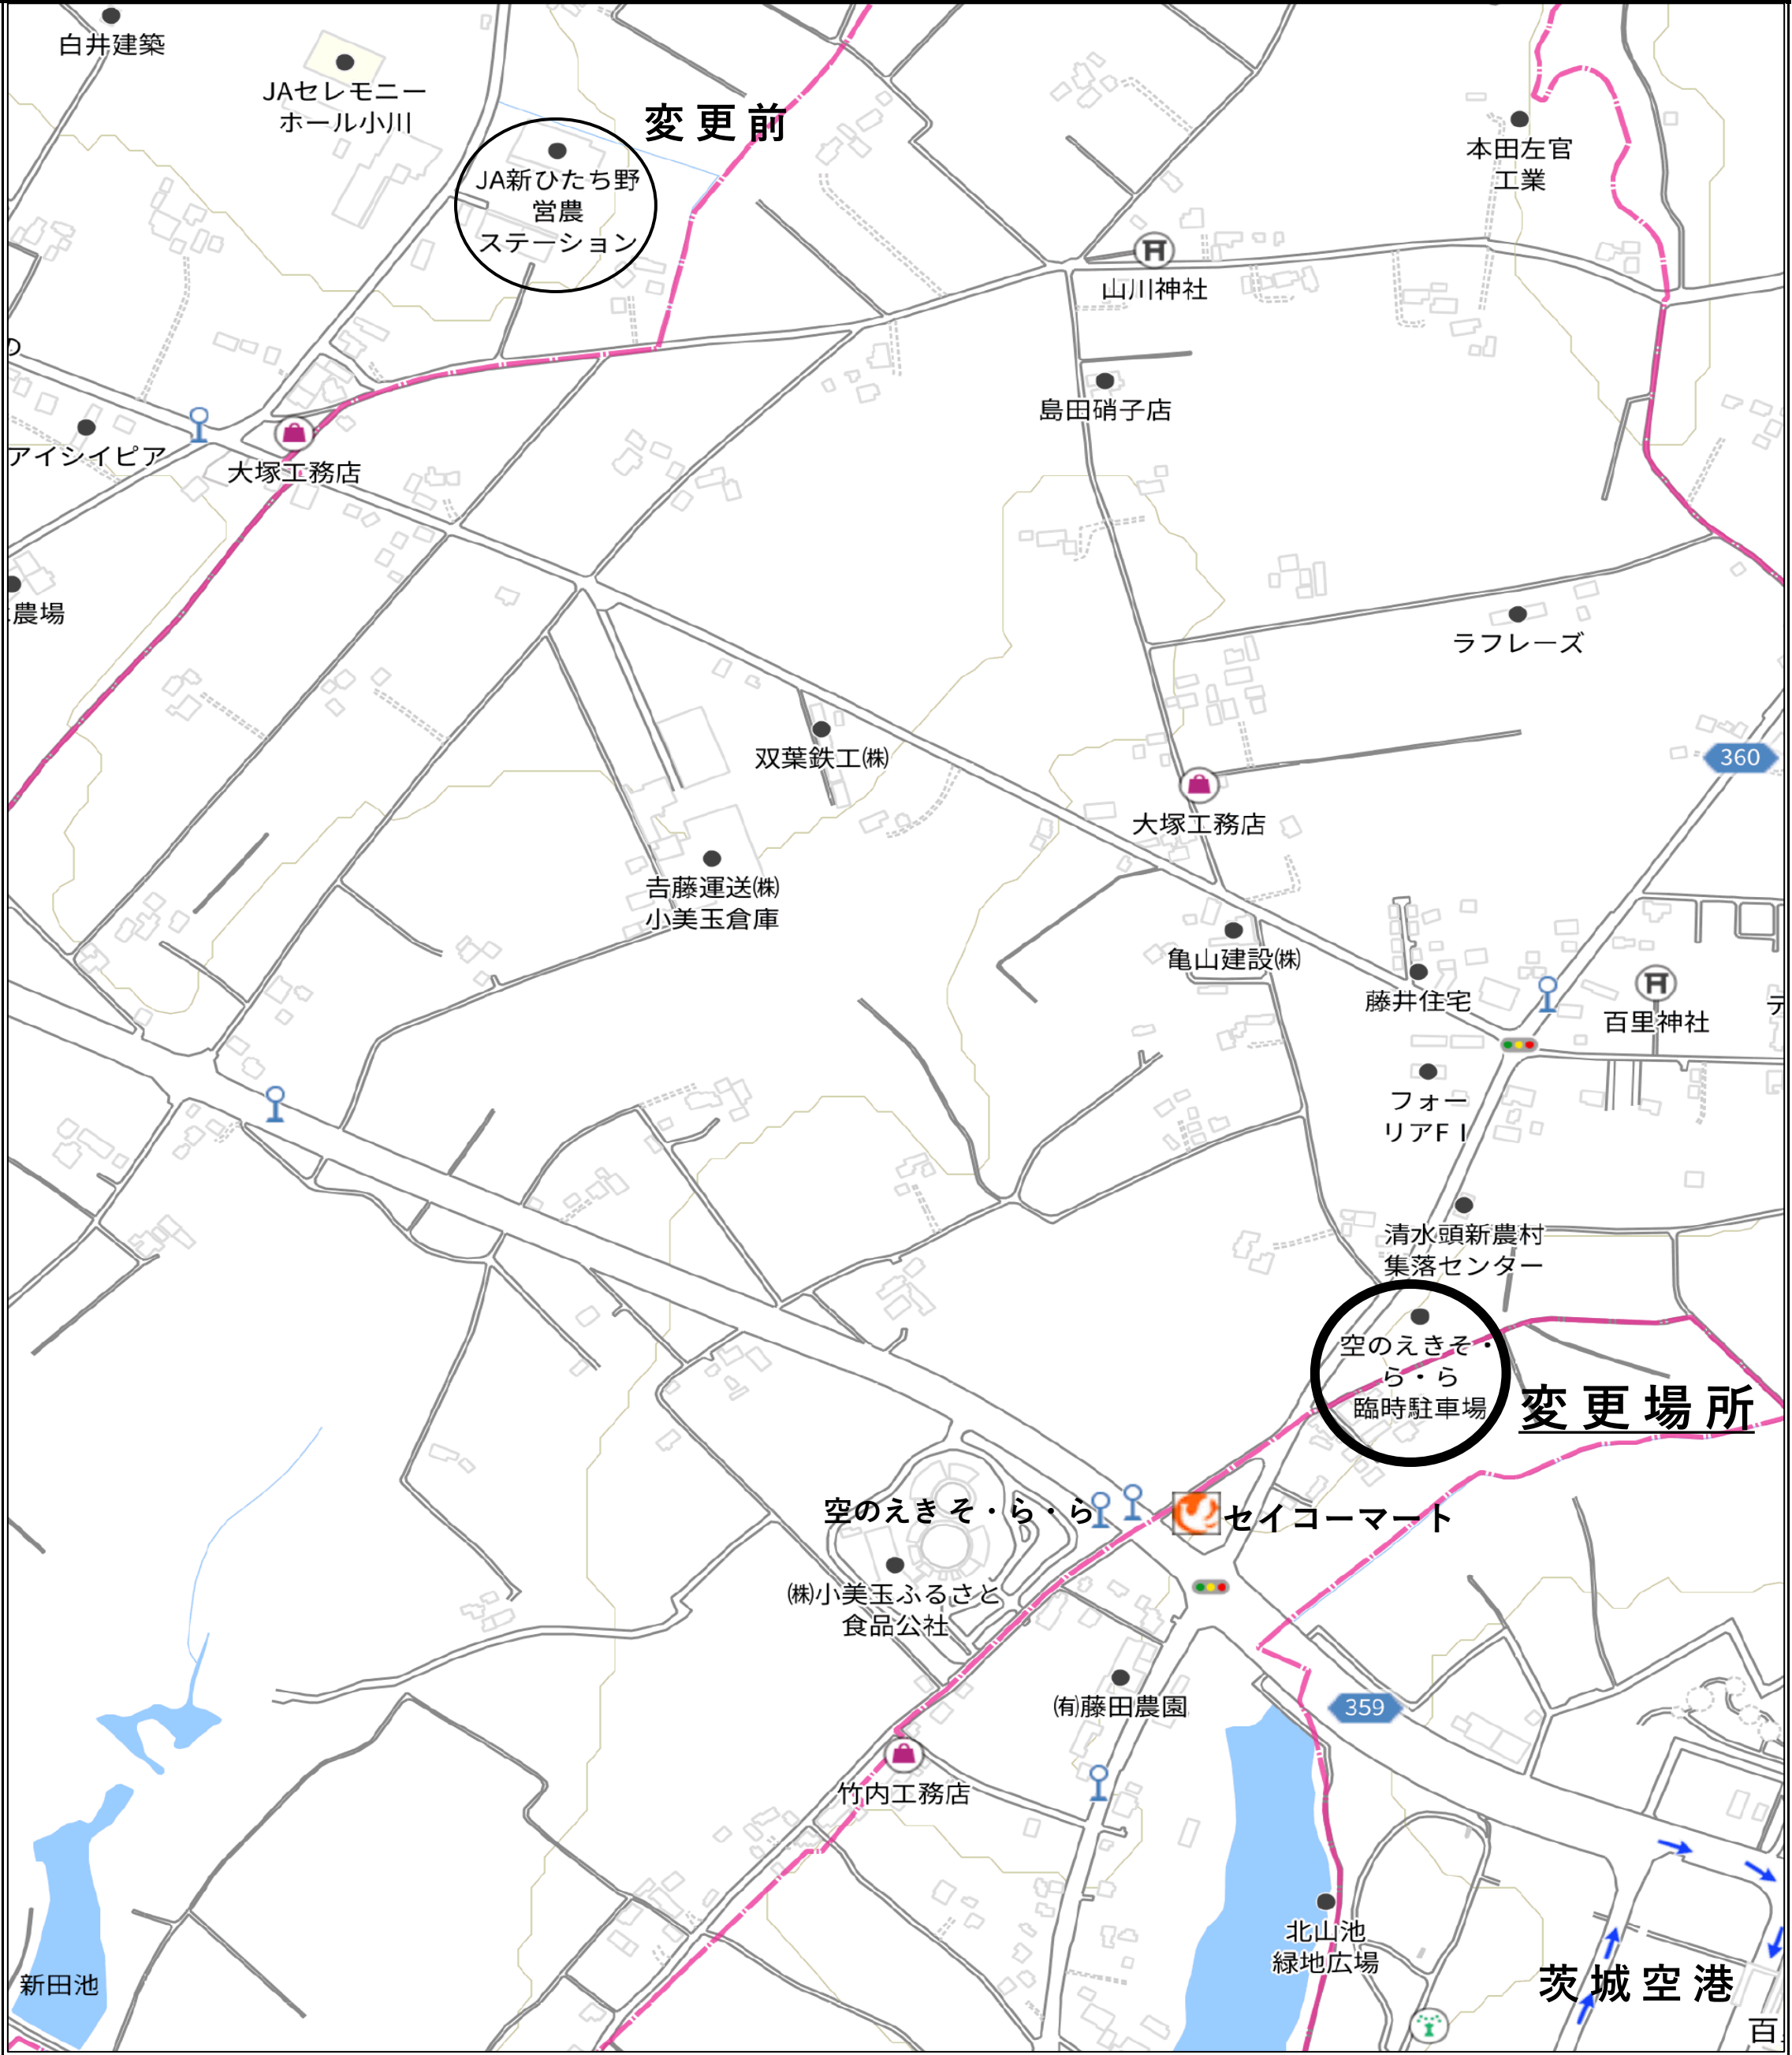 白井建築
JAセレモニー
ホール小川
変更前
JA新ひたち野
営農
ステーション
本田左官
工業
山川神社
の
島田硝子店
アイシイピア
大塚工務店
農場
ラフレーズ
双葉鉄工㈱
360
大塚工務店
吉藤運送㈱
小美玉倉庫
亀山建設㈱
藤井住宅
百里神社
テ
フォー
リアFI
清水頭新農村
集落センター
空のえきそ・
ら・ら
臨時駐車場
変更場所
空のえき そ・ら・ら
セイコーマート
㈱小美玉ふるさと
食品公社
㈲藤田農園
359
竹内工務店
北山池
緑地広場
新田池
茨城空港
百